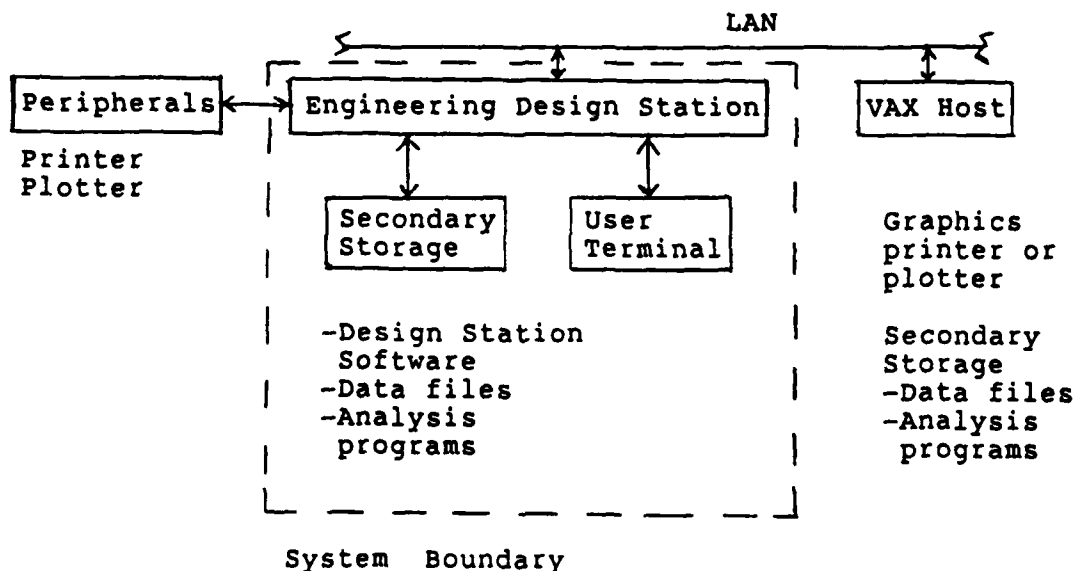 LAN
Peripherals
Printer
Plotter
Engineering Design Station
Secondary
Storage
User
Terminal
-Design Station
Software
-Data files
-Analysis
programs
VAX Host
Graphics
printer or
plotter
Secondary
Storage
-Data files
-Analysis
programs
System Boundary